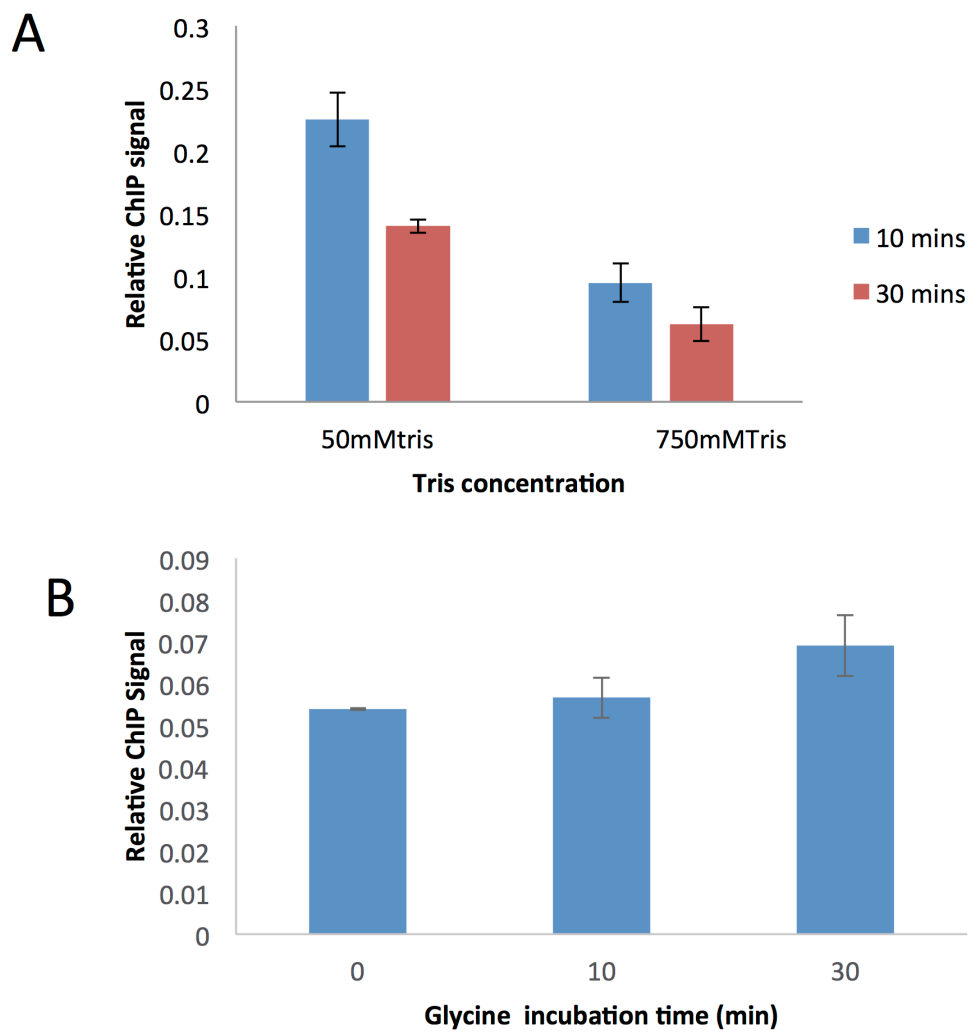 A
0.3
0.25
0.2
0.15
0.1
0.05
0
Relative ChIP signal
10 mins
30 mins
50mMtris 750mMTris
Tris concentration
B
0.09
0.08
0.07
0.06
0.05
0.04
0.03
0.02
0.01
0
Relative ChIP Signal
0 10 30
Glycine incubation time (min)